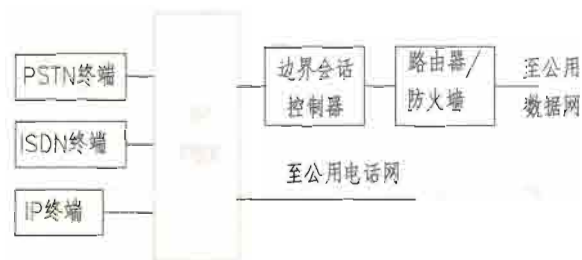 PSTN终端
ISDN终端
IP终端
边界会话
控制器
路由器/
防火墙
至公用
数据网
至公用电话网